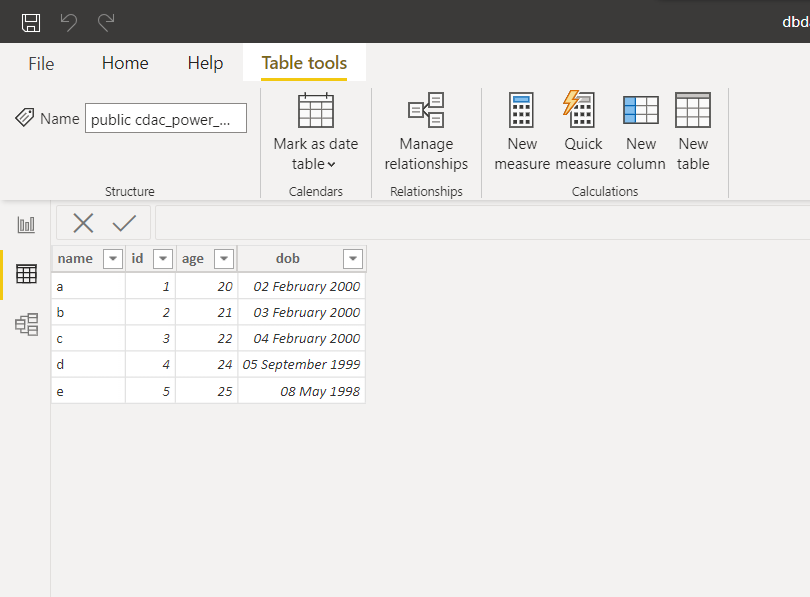 dbd
File Home Help Table tools
Name public cdac_power_...
Mark as date
table
Manage
relationships
New
measure
Quick
measure
New
column
New
table
Structure Calendars Relationships Calculations
name id age dob
a 1 20 02 February 2000
b 2 21 03 February 2000
c 3 22 04 February 2000
d 4 24 05 September 1999
e 5 25 08 May 1998